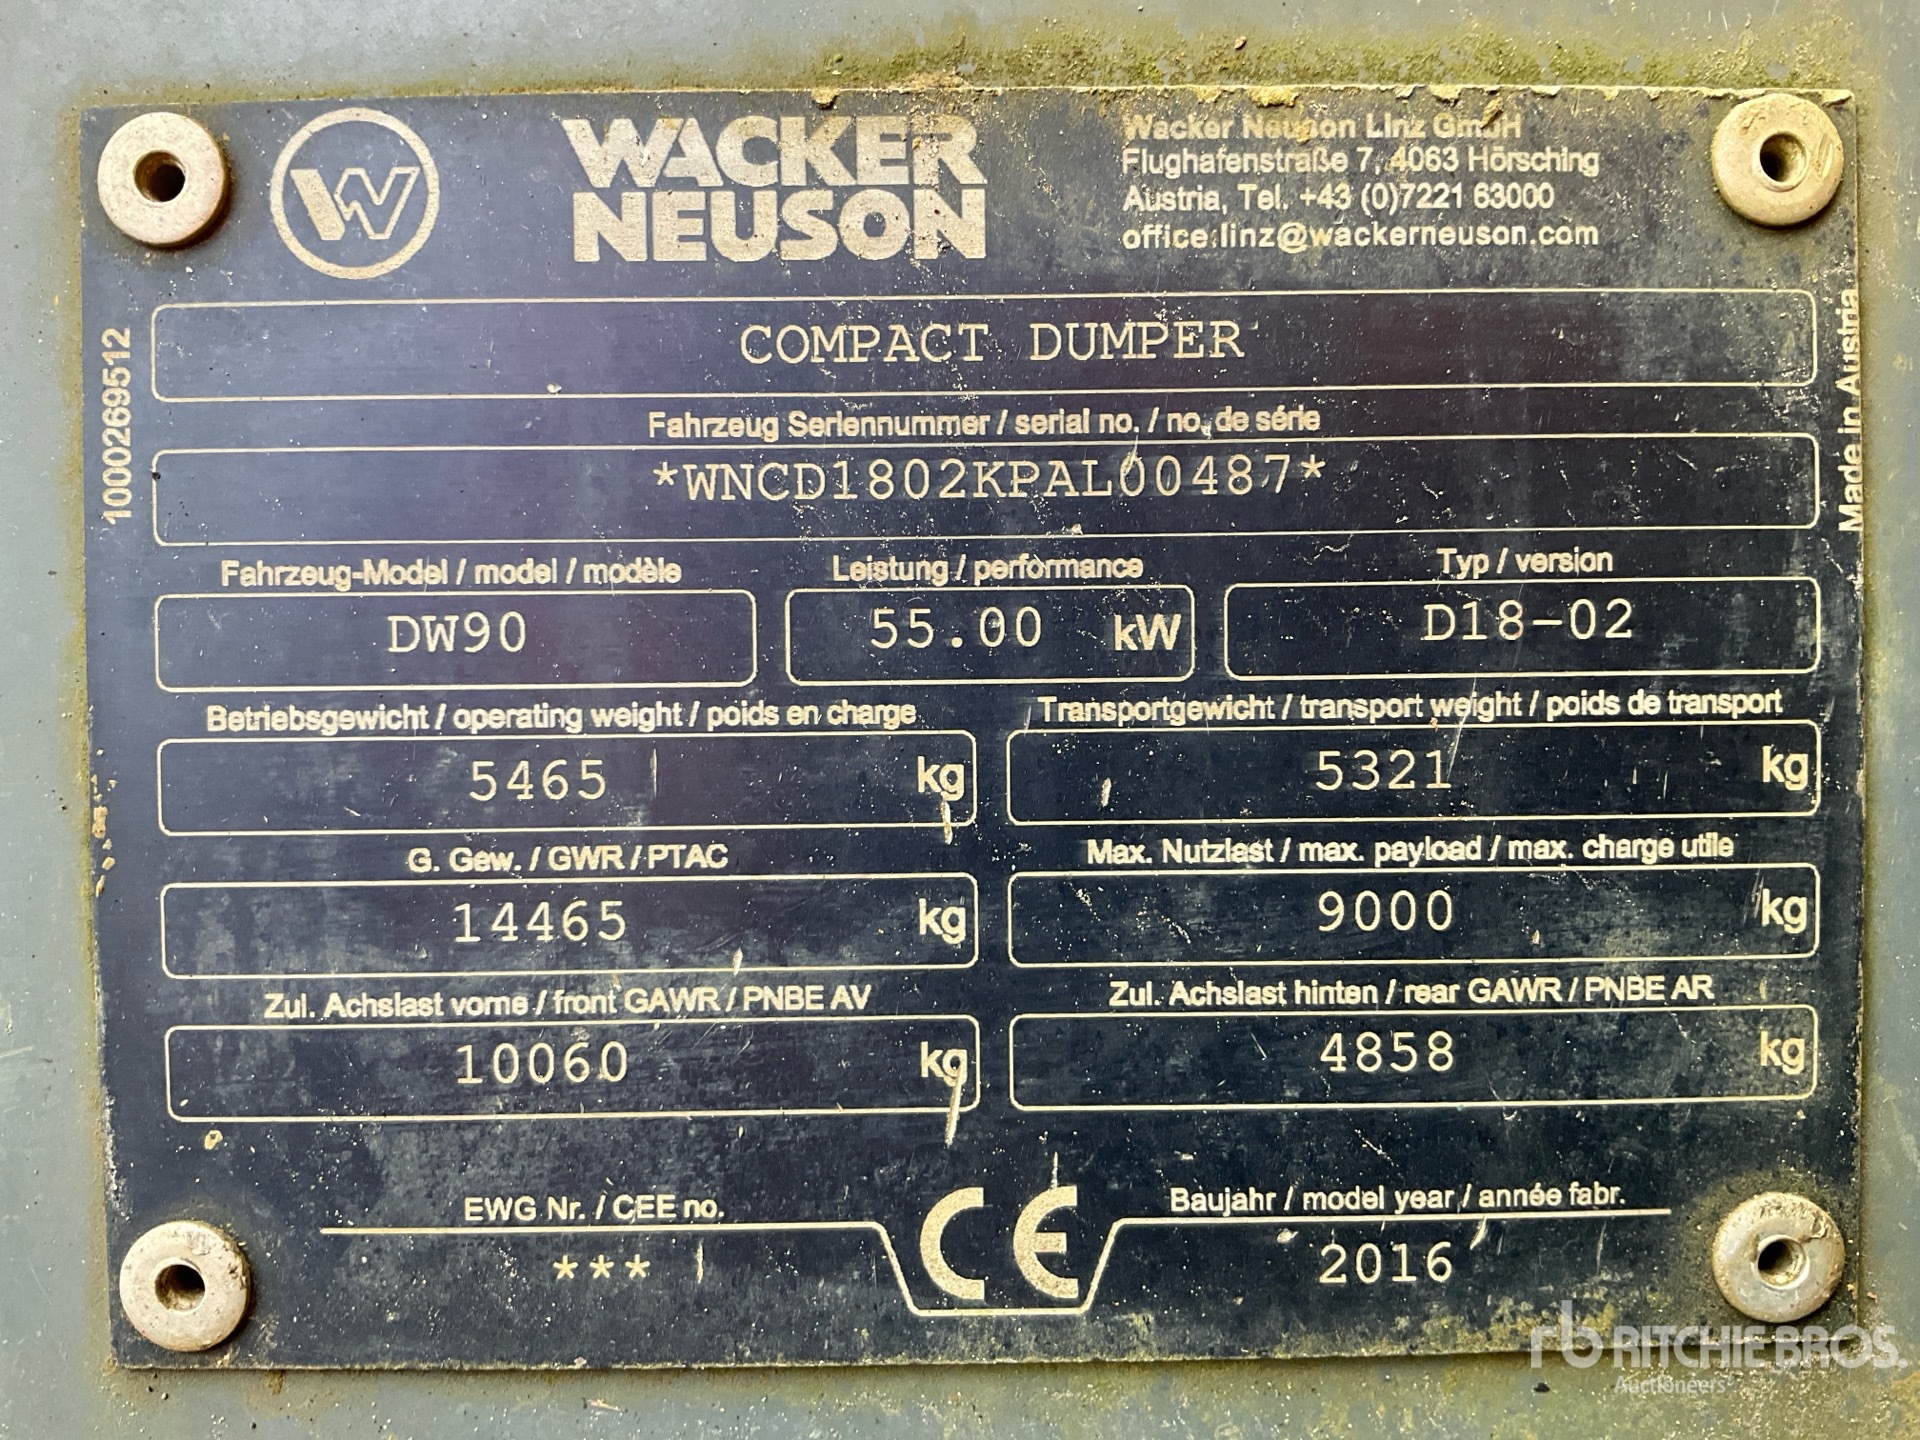 WACKER
NEUSON
Wacker Neuson Linz GmbH
Flughafenstraße 7, 4063 Hörsching
Austria, Tel. +43 (0)7221 63000
office.linz@wackerneuson.com
COMPACT DUMPER
Fahrzeug Seriennummer / serial no. / no. de série
*WNCD1802KPAL00487*
1000269512
Made in Austria
Fahrzeug-Model / model / modèle
DW90
Leistung / performance
55.00 kW
Typ / version
D18-02
Betriebsgewicht / operating weight / poids en charge
5465 kg
Transportgewicht / transport weight / poids de transport
5321 kg
G. Gew. / GWR / PTAC
14465 kg
Max. Nutzlast / max. payload / max. charge utile
9000 kg
Zul. Achslast vorne / front GAWR / PNBE AV
10060 kg
Zul. Achslast hinten / rear GAWR / PNBE AR
4858 kg
EWG Nr. / CEE no.
***
CE
Baujahr / model year / année fabr.
2016
rb RITCHIE BROS.
Auctioneers